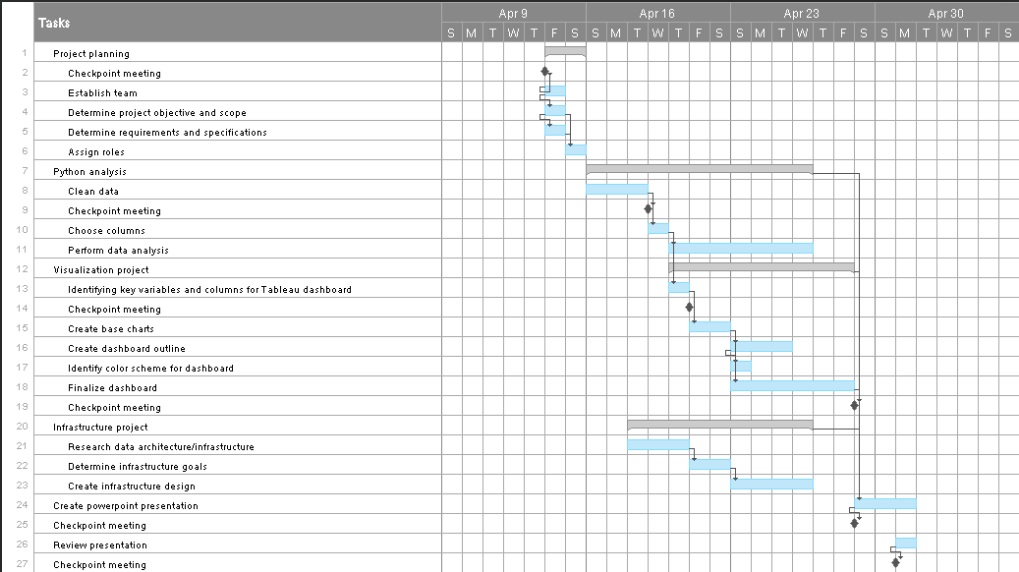 Tasks
Apr 9 Apr 16 Apr 23 Apr 30
S M T W T F S S M T W T F S S M T W T F S S M T W T F S
1 Project planning
2 Checkpoint meeting
3 Establish team
4 Determine project objective and scope
5 Determine requirements and specifications
6 Assign roles
7 Python analysis
8 Clean data
9 Checkpoint meeting
10 Choose columns
11 Perform data analysis
12 Visualization project
13 Identifying key variables and columns for Tableau dashboard
14 Checkpoint meeting
15 Create base charts
16 Create dashboard outline
17 Identify color scheme for dashboard
18 Finalize dashboard
19 Checkpoint meeting
20 Infrastructure project
21 Research data architecture/infrastructure
22 Determine infrastructure goals
23 Create infrastructure design
24 Create powerpoint presentation
25 Checkpoint meeting
26 Review presentation
27 Checkpoint meeting